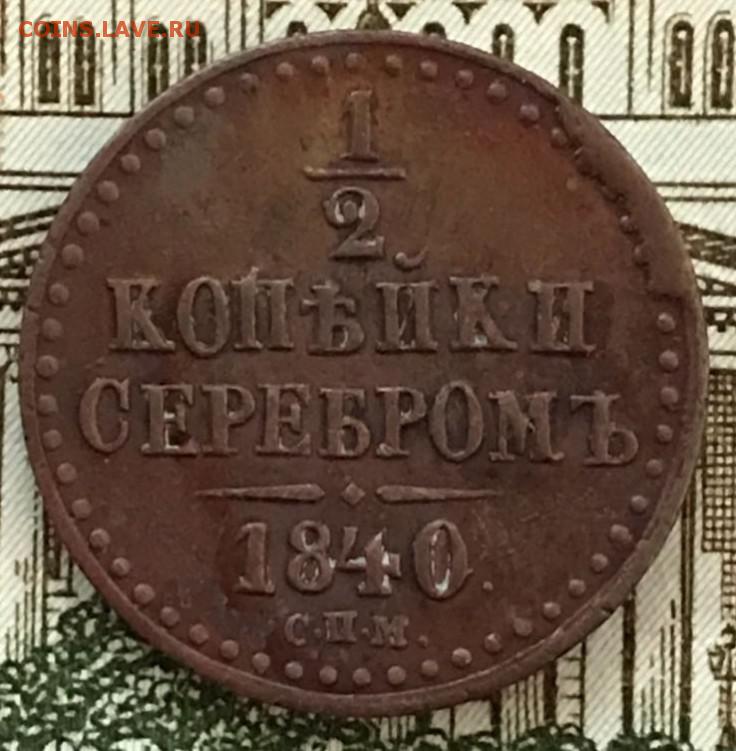 COINS.LAVE.RU
1
2
КОПѢЙКИ
СЕРЕБРОМЪ
1840.
С.П.М.